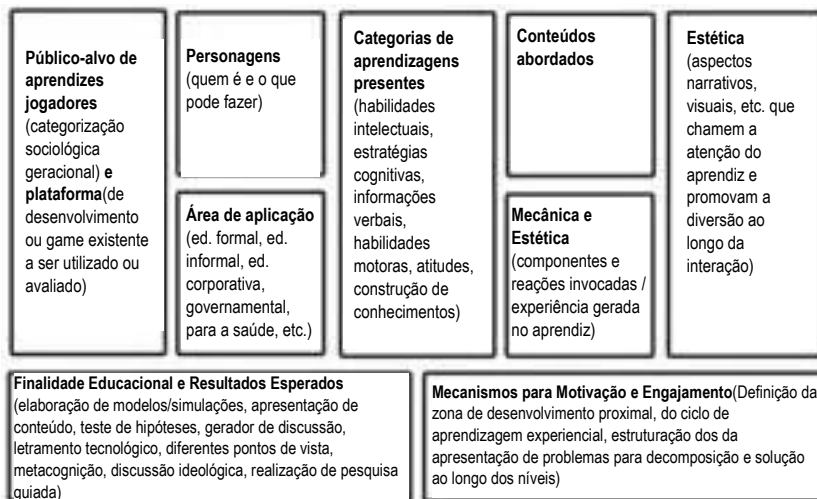 Público-alvo de
aprendizes
jogadores
(categorização
sociológica
geracional) e
plataforma(de
desenvolvimento
ou game existente
a ser utilizado ou
avaliado)
Personagens
(quem é e o que
pode fazer)
Área de aplicação
(ed. formal, ed.
informal, ed.
corporativa,
governamental,
para a saúde, etc.)
Categorias de
aprendizagens
presentes
(habilidades
intelectuais,
estratégias
cognitivas,
informações
verbais,
habilidades
motoras, atitudes,
construção de
conhecimentos)
Conteúdos
abordados
Mecânica e
Estética
(componentes e
reações invocadas /
experiência gerada
no aprendiz)
Estética
(aspectos
narrativos,
visuais, etc. que
chamem a
atenção do
aprendiz e
promovam a
diversão ao
longo da
interação)
Finalidade Educacional e Resultados Esperados
(elaboração de modelos/simulações, apresentação de
conteúdo, teste de hipóteses, gerador de discussão,
letramento tecnológico, diferentes pontos de vista,
metacognição, discussão ideológica, realização de pesquisa
guiada)
Mecanismos para Motivação e Engajamento(Definição da
zona de desenvolvimento proximal, do ciclo de
aprendizagem experiencial, estruturação dos da
apresentação de problemas para decomposição e solução
ao longo dos níveis)